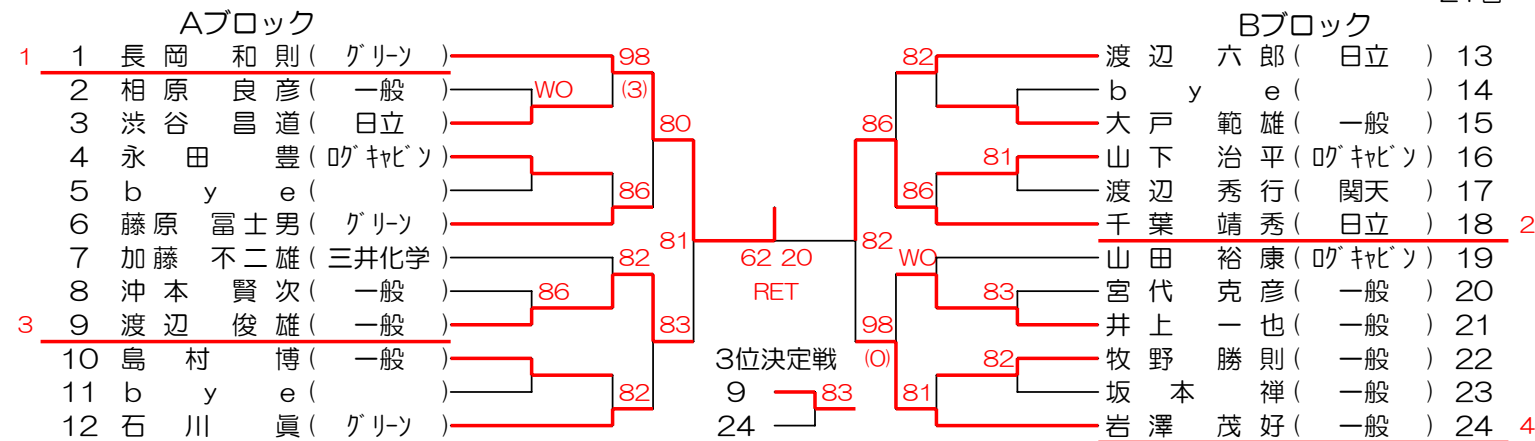 Aブロック Bブロック
1 1 長岡 和則( グリーン ) 98 82 渡辺 六郎( 日立 ) 13
2 相原 良彦( 一般 ) WO (3) bye( ) 14
3 渋谷 昌道( 日立 ) 80 86 大戸 範雄( 一般 ) 15
4 永田 豊( ログキャビン ) 81 山下 治平( ログキャビン ) 16
5 bye( ) 86 86 渡辺 秀行( 関天 ) 17
6 藤原 冨士男( グリーン ) 千葉 靖秀( 日立 ) 18 2
7 加藤 不二雄( 三井化学 ) 82 81 62 20 82 WO 山田 裕康( ログキャビン ) 19
8 沖本 賢次( 一般 ) 86 RET 83 宮代 克彦( 一般 ) 20
3 9 渡辺 俊雄( 一般 ) 83 98 井上 一也( 一般 ) 21
10 島村 博( 一般 ) 3位決定戦 (0) 82 牧野 勝則( 一般 ) 22
11 bye( ) 82 9 83 81 坂本 禅( 一般 ) 23
12 石川 眞( グリーン ) 24 岩澤 茂好( 一般 ) 24 4